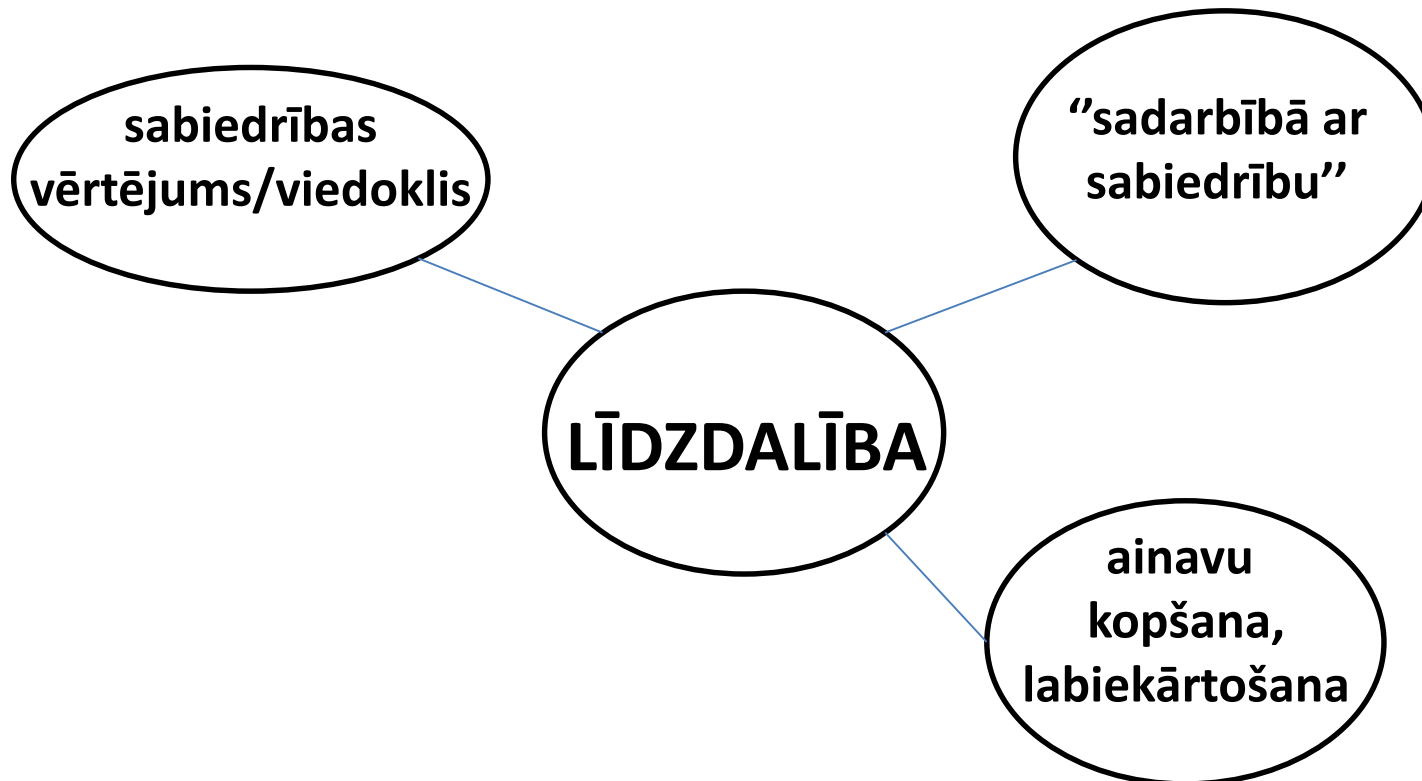 sabiedrības
vērtējums/viedoklis
‘’sadarbībā ar
sabiedrību’’
LĪDZDALĪBA
ainavu
kopšana,
labiekārtošana